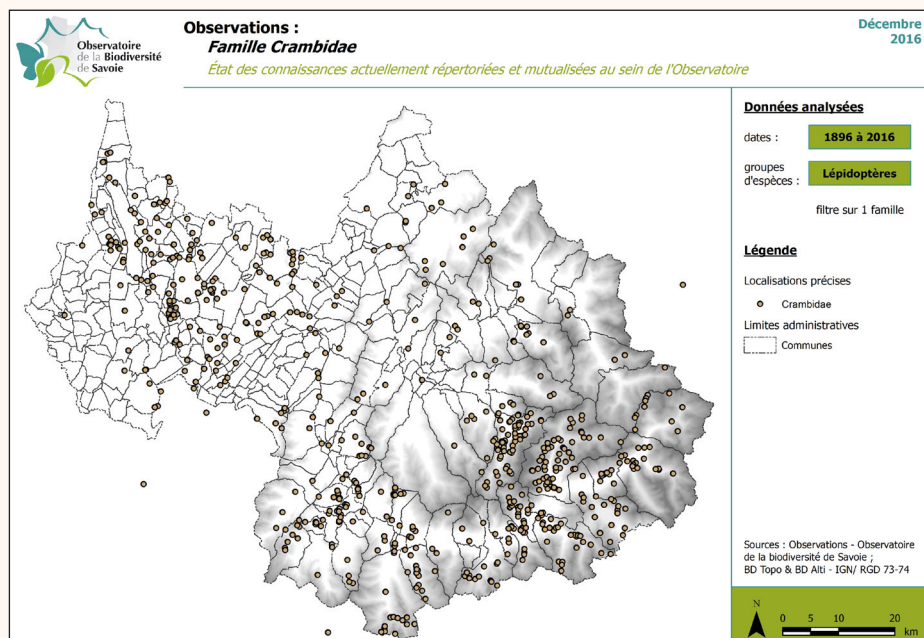 Observatoire
de la Biodiversité
de Savoie
Observations :
Famille Crambidae
État des connaissances actuellement répertoriées et mutualisées au sein de l'Observatoire
Décembre
2016
Données analysées
dates :
1896 à 2016
groupes
d'espèces :
Lépidoptères
filtre sur 1 famille
Légende
Localisations précises
Crambidae
Limites administratives
Communes
Sources : Observations - Observatoire
de la biodiversité de Savoie ;
BD Topo & BD Alti - IGN/ RGD 73-74
N
0 5 10 20
km